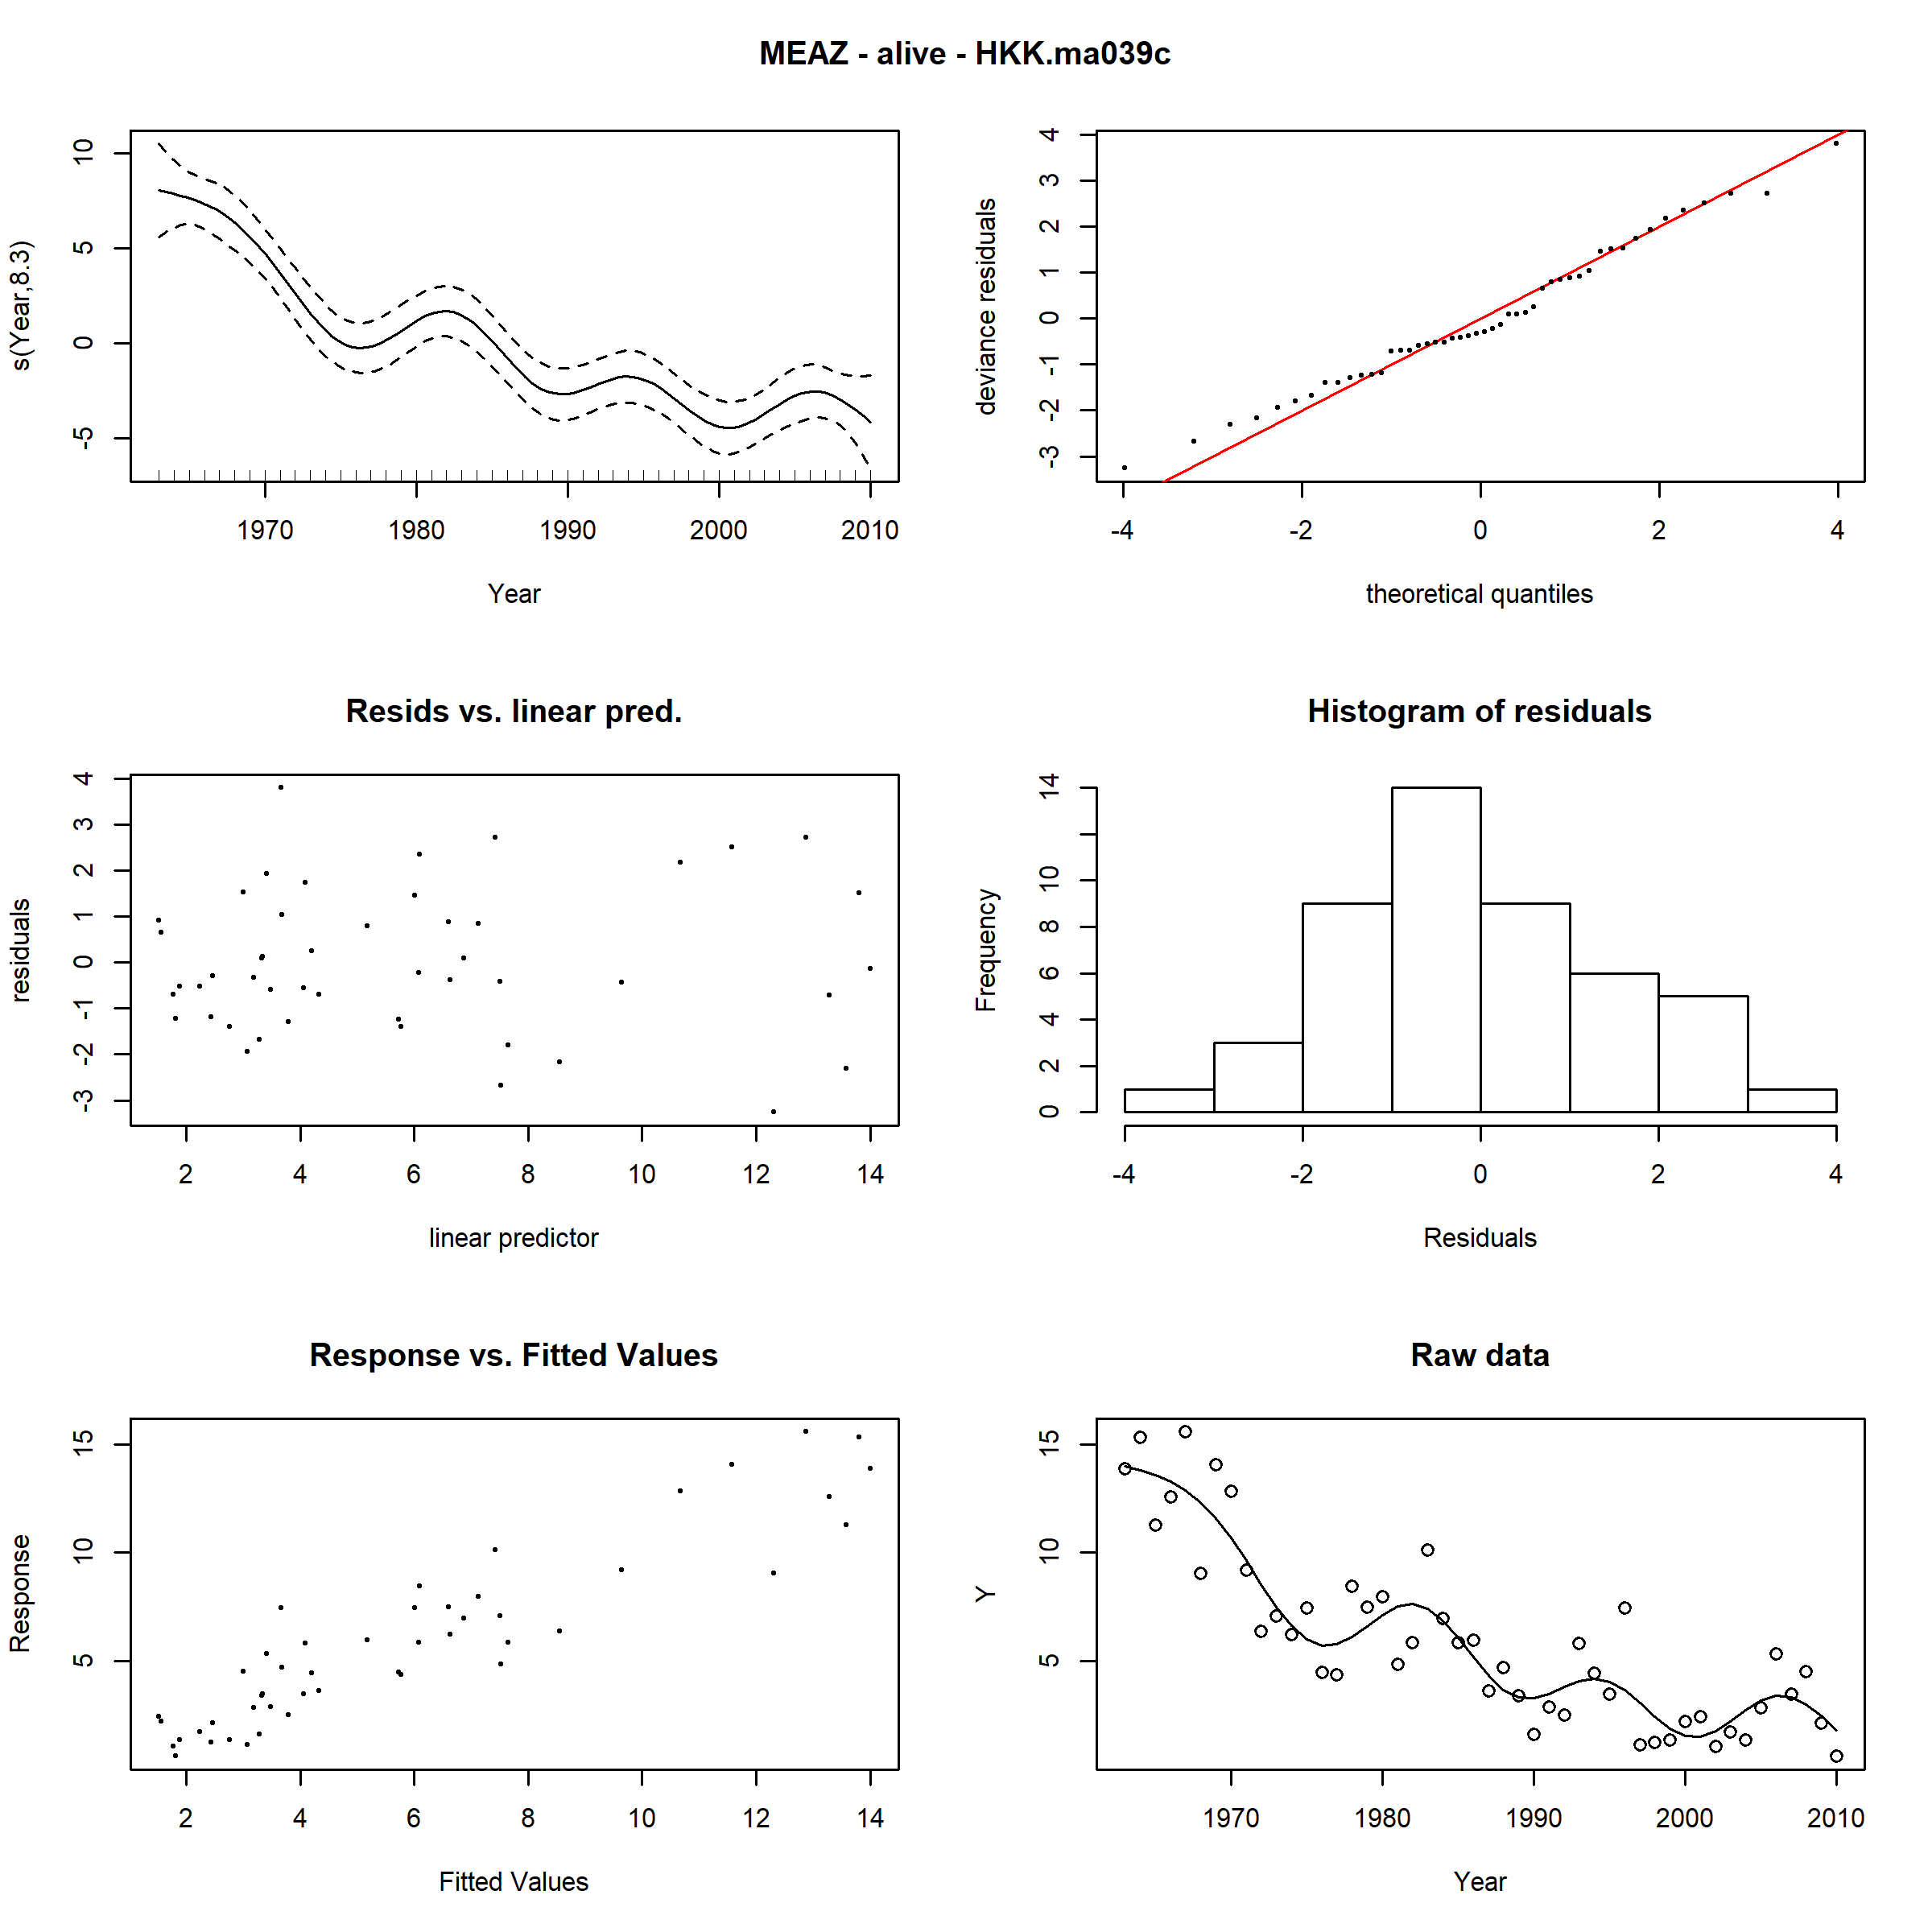 MEAZ - alive - HKK.ma039c
s(Year,8.3)
10
5
0
-5
1970 1980 1990 2000 2010
Year
deviance residuals
4
3
2
1
0
-1
-2
-3
-4 -2 0 2 4
theoretical quantiles
Resids vs. linear pred.
residuals
4
3
2
1
0
-1
-2
-3
2 4 6 8 10 12 14
linear predictor
Histogram of residuals
Frequency
14
10
8
6
4
2
0
-4 -2 0 2 4
Residuals
Response vs. Fitted Values
Response
15
10
5
2 4 6 8 10 12 14
Fitted Values
Raw data
Y
15
10
5
1970 1980 1990 2000 2010
Year